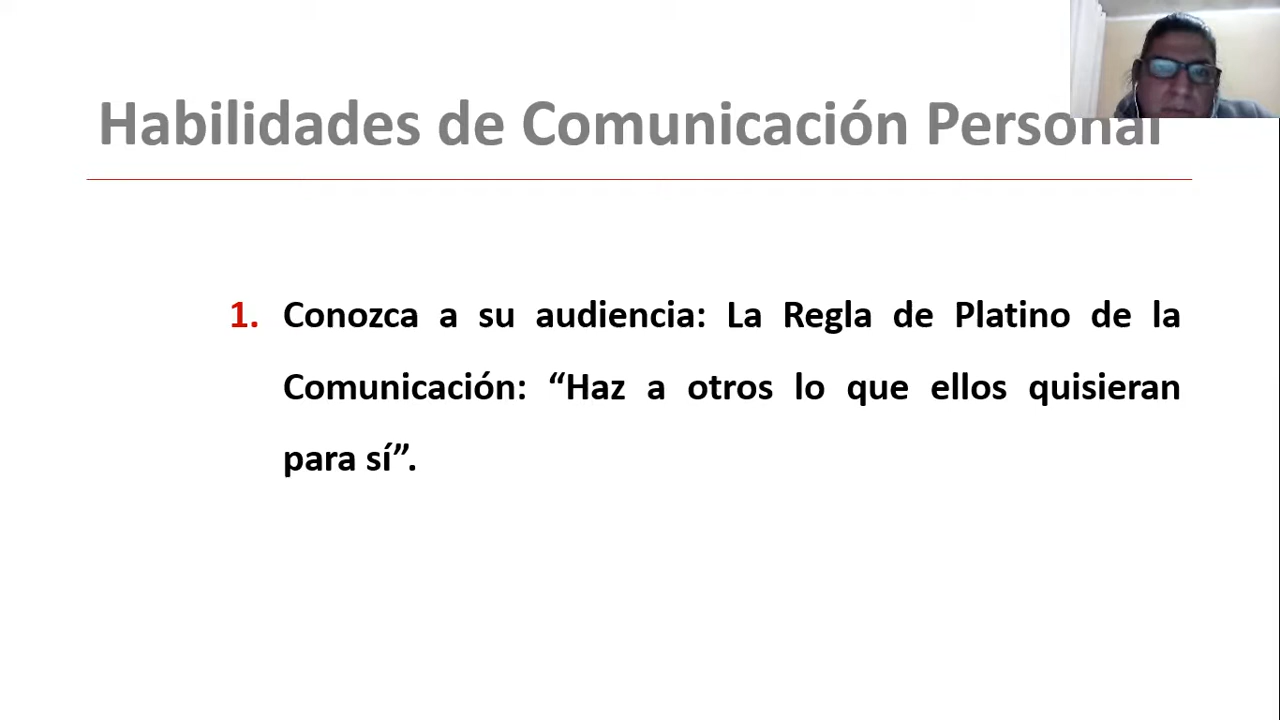 Habilidades de Comunicación Personal
1. Conozca a su audiencia: La Regla de Platino de la
Comunicación: “Haz a otros lo que ellos quisieran
para sí”.